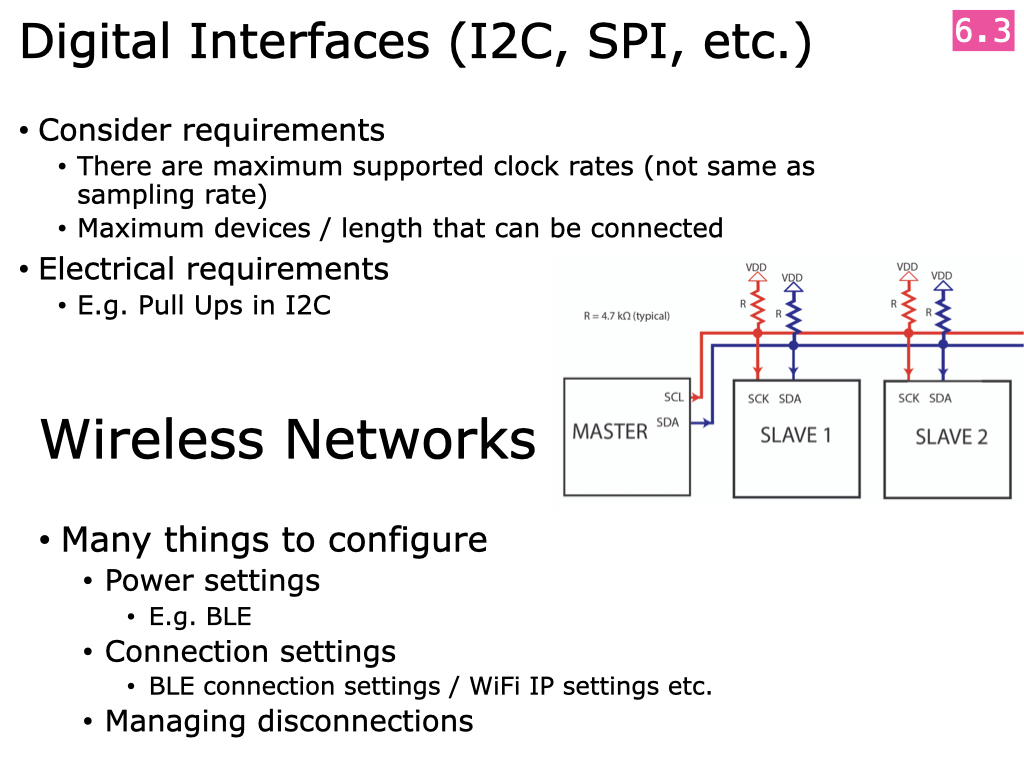 Digital Interfaces (I2C, SPI, etc.)
6.3
• Consider requirements
• There are maximum supported clock rates (not same as
sampling rate)
• Maximum devices / length that can be connected
• Electrical requirements
• E.g. Pull Ups in I2C
VDD
VDD
VDD
VDD
R
R
R
R
R = 4.7 kΩ (typical)
SCL
SDA
MASTER
SCK SDA
SLAVE 1
SCK SDA
SLAVE 2
Wireless Networks
• Many things to configure
• Power settings
• E.g. BLE
• Connection settings
• BLE connection settings / WiFi IP settings etc.
• Managing disconnections